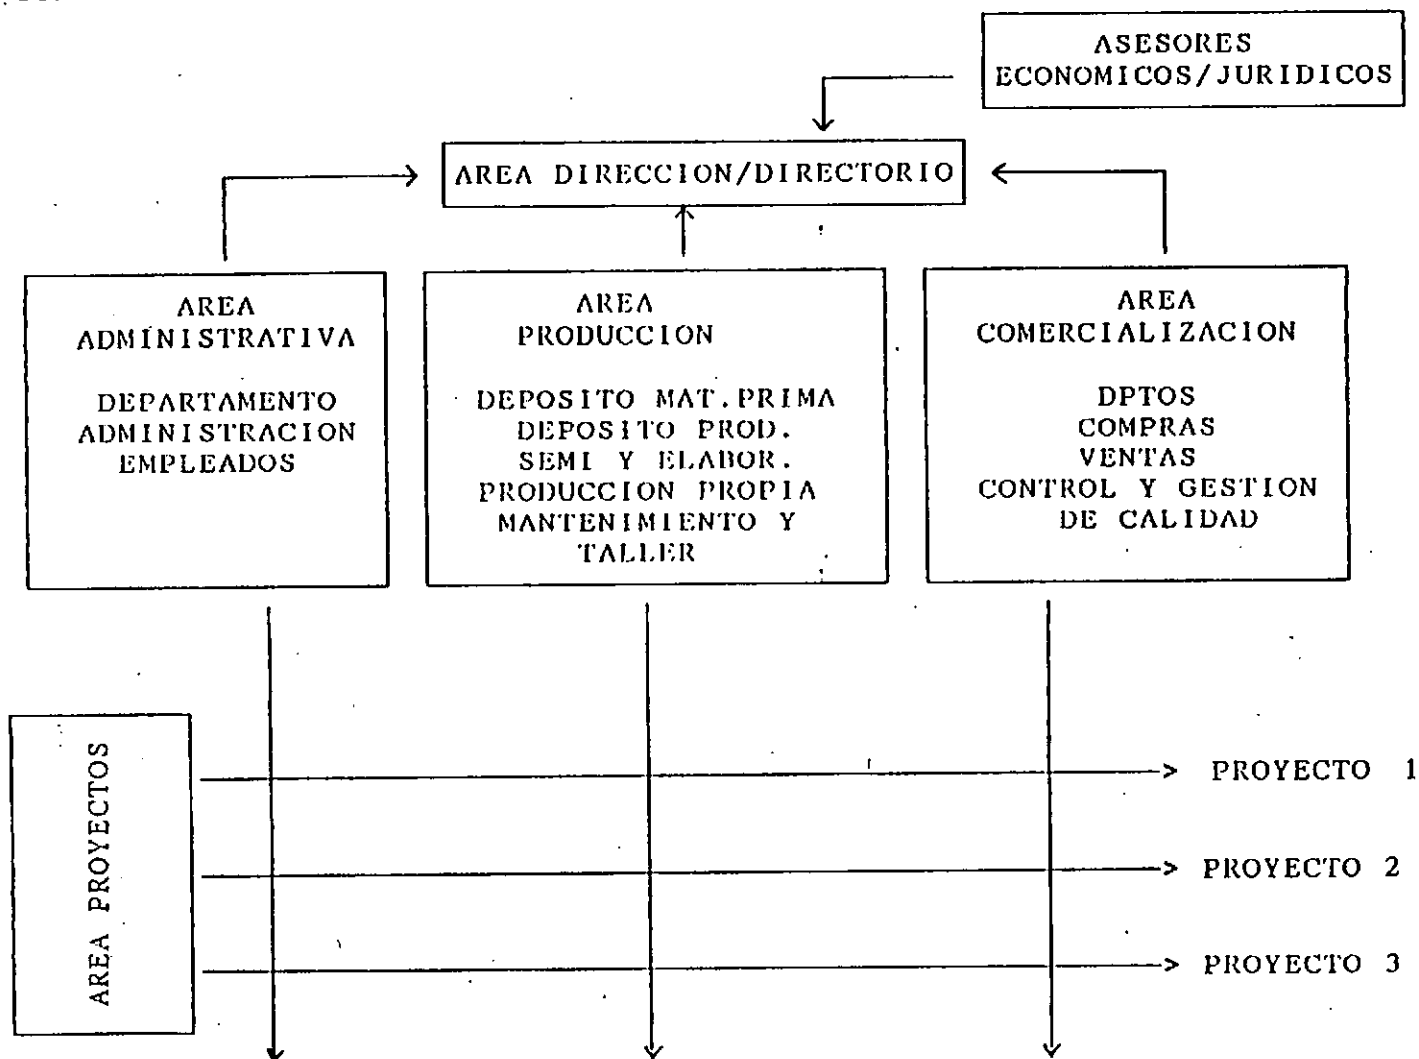 ASESORES
ECONOMICOS/JURIDICOS
AREA DIRECCION/DIRECTORIO
AREA
ADMINISTRATIVA
DEPARTAMENTO
ADMINISTRACION
EMPLEADOS
AREA
PRODUCCION
DEPOSITO MAT.PRIMA
DEPOSITO PROD.
SEMI Y ELABOR.
PRODUCCION PROPIA
MANTENIMIENTO Y
TALLER
AREA
COMERCIALIZACION
DPTOS
COMPRAS
VENTAS
CONTROL Y GESTION
DE CALIDAD
AREA PROYECTOS
PROYECTO 1
PROYECTO 2
PROYECTO 3